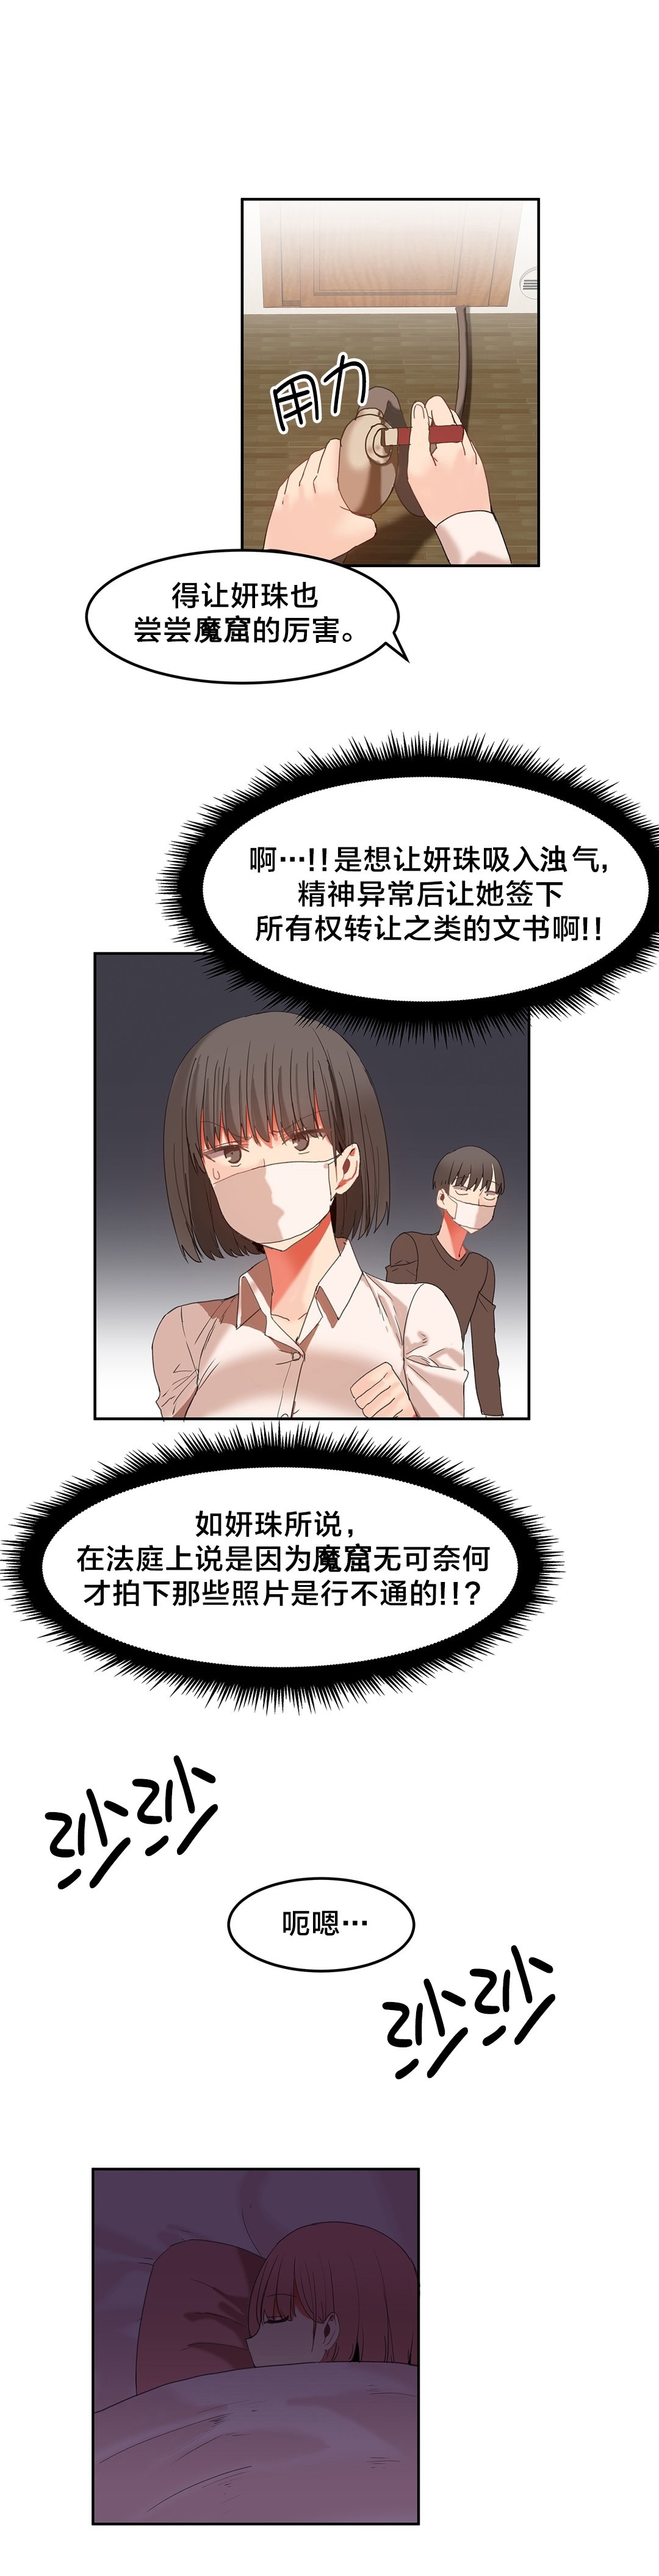 用力
得让妍珠也
尝尝魔窟的厉害。
啊…!!是想让妍珠吸入浊气,
精神异常后让她签下
所有权转让之类的文书啊!!
如妍珠所说,
在法庭上说是因为魔窟无可奈何
才拍下那些照片是行不通的!!?
沙沙
呃嗯…
沙沙